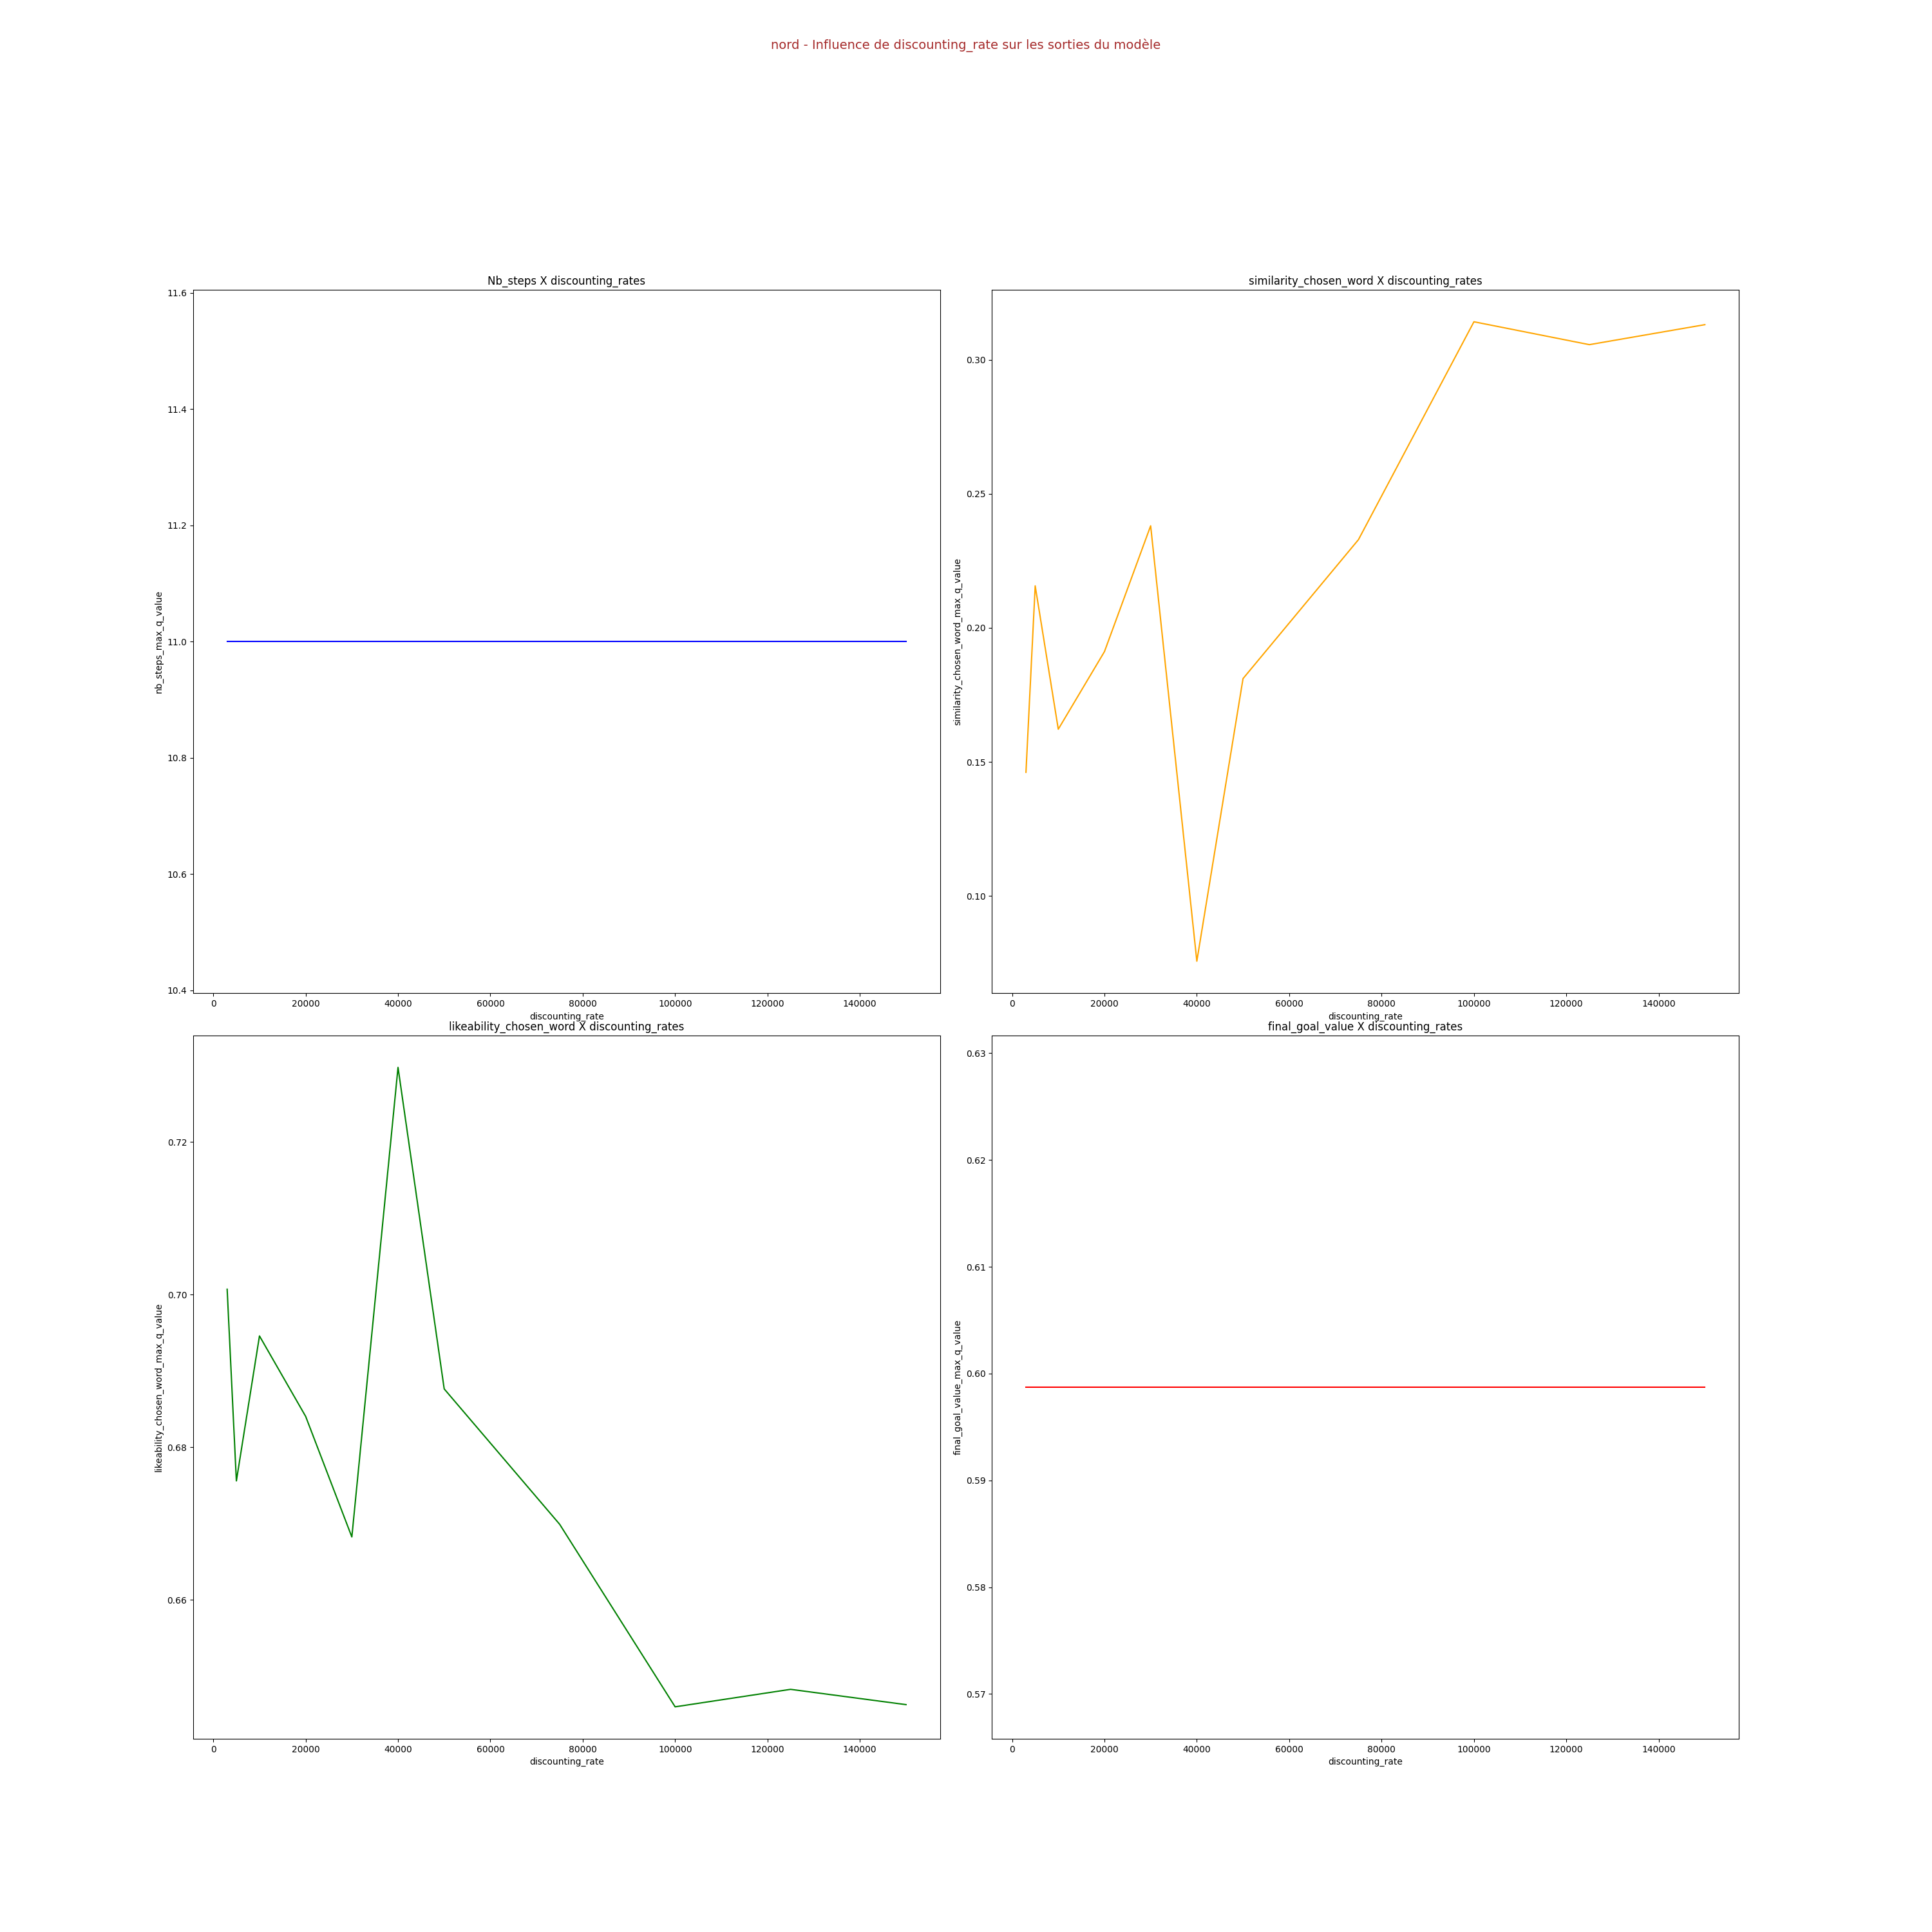 nord - Influence de discounting_rate sur les sorties du modèle
Nb_steps X discounting_rates
nb_steps_max_q_value
11.6
11.4
11.2
11.0
10.8
10.6
10.4
0 20000 40000 60000 80000 100000 120000 140000
discounting_rate
similarity_chosen_word X discounting_rates
similarity_chosen_word_max_q_value
0.30
0.25
0.20
0.15
0.10
0 20000 40000 60000 80000 100000 120000 140000
discounting_rate
likeability_chosen_word X discounting_rates
likeability_chosen_word_max_q_value
0.72
0.70
0.68
0.66
0 20000 40000 60000 80000 100000 120000 140000
discounting_rate
final_goal_value X discounting_rates
final_goal_value_max_q_value
0.63
0.62
0.61
0.60
0.59
0.58
0.57
0 20000 40000 60000 80000 100000 120000 140000
discounting_rate